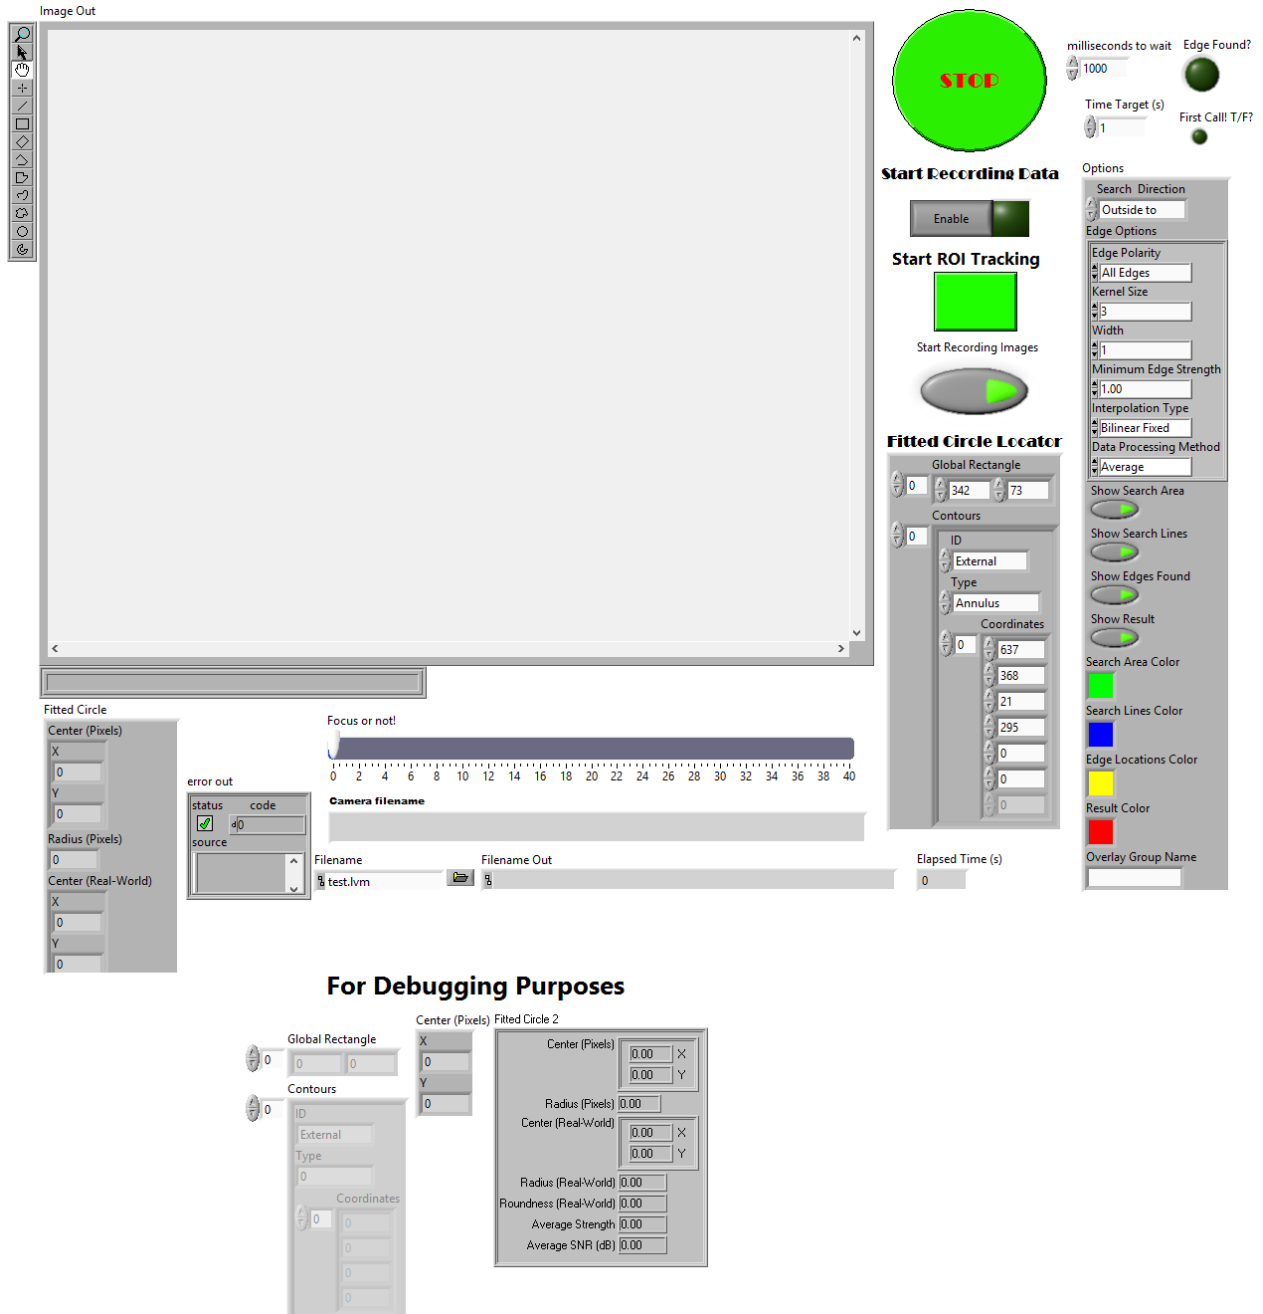 Image Out
STOP
milliseconds to wait
1000
Edge Found?
Time Target (s)
1
First Call! T/F?
Start Recording Data
Enable
Start ROI Tracking
Start Recording Images
Fitted Circle Locator
Global Rectangle
0
342
73
Contours
0
ID
External
Type
Annulus
Coordinates
0
637
368
21
295
0
0
0
Options
Search Direction
Outside to
Edge Options
Edge Polarity
All Edges
Kernel Size
3
Width
1
Minimum Edge Strength
1.00
Interpolation Type
Bilinear Fixed
Data Processing Method
Average
Show Search Area
Show Search Lines
Show Edges Found
Show Result
Search Area Color
Search Lines Color
Edge Locations Color
Result Color
Overlay Group Name
Fitted Circle
Center (Pixels)
X
0
Y
0
Radius (Pixels)
0
Center (Real-World)
X
0
Y
0
error out
status code
0
source
Focus or not!
0 2 4 6 8 10 12 14 16 18 20 22 24 26 28 30 32 34 36 38 40
Camera filename
Filename
test.lvm
Filename Out
Elapsed Time (s)
0
For Debugging Purposes
Global Rectangle
0
0
0
Contours
0
ID
External
Type
0
Coordinates
0
0
0
0
0
Center (Pixels)
X
0
Y
0
Fitted Circle 2
Center (Pixels)
0.00 X
0.00 Y
Radius (Pixels) 0.00
Center (Real-World)
0.00 X
0.00 Y
Radius (Real-World) 0.00
Roundness (Real-World) 0.00
Average Strength 0.00
Average SNR (dB) 0.00